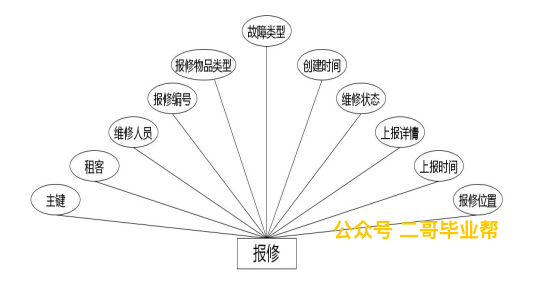 故障类型
报修物品类型
创建时间
报修编号
维修状态
维修人员
上报详情
租客
上报时间
主键
报修位置
公众号 二哥毕业帮
报修